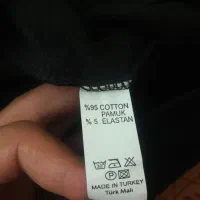 %95 COTTON
PAMUK
% 5 ELASTAN
MADE IN TURKEY
Türk Malı